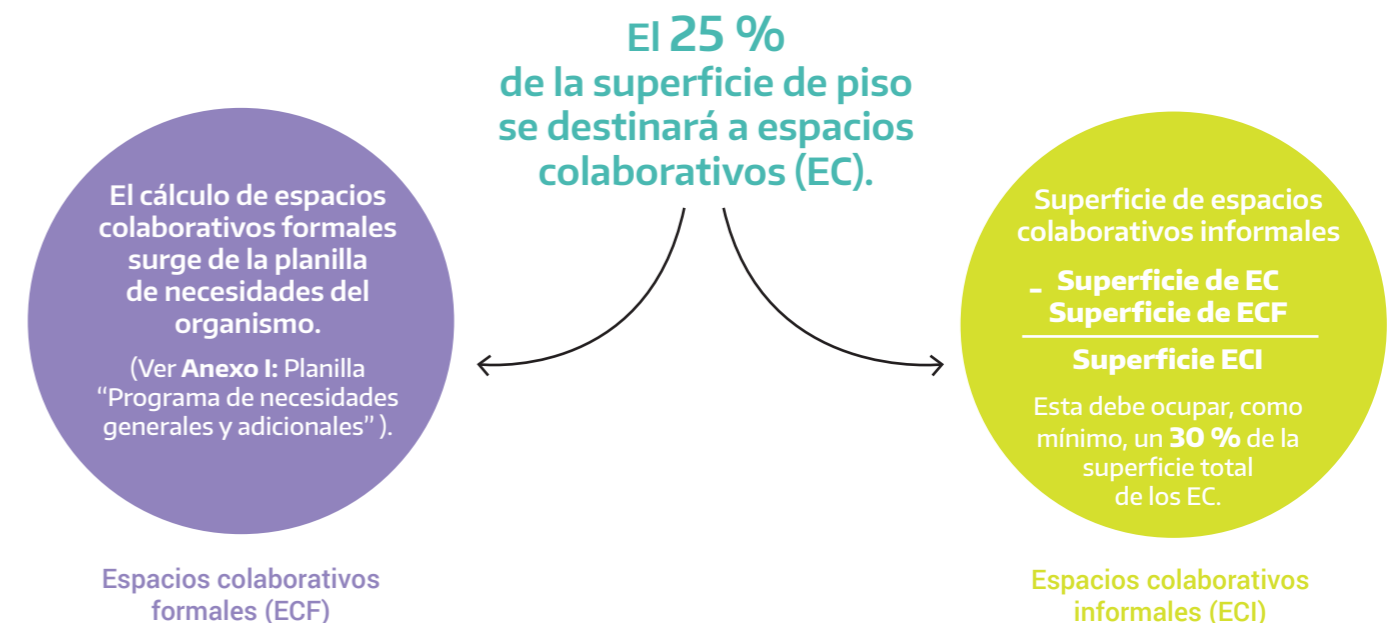 El 25 %
de la superficie de piso
se destinará a espacios
colaborativos (EC).
El cálculo de espacios
colaborativos formales
surge de la planilla
de necesidades del
organismo.
(Ver Anexo I: Planilla
“Programa de necesidades
generales y adicionales” ).
Espacios colaborativos
formales (ECF)
Superficie de espacios
colaborativos informales
- Superficie de EC
Superficie de ECF
Superficie ECI
Esta debe ocupar, como
mínimo, un 30 % de la
superficie total
de los EC.
Espacios colaborativos
informales (ECI)